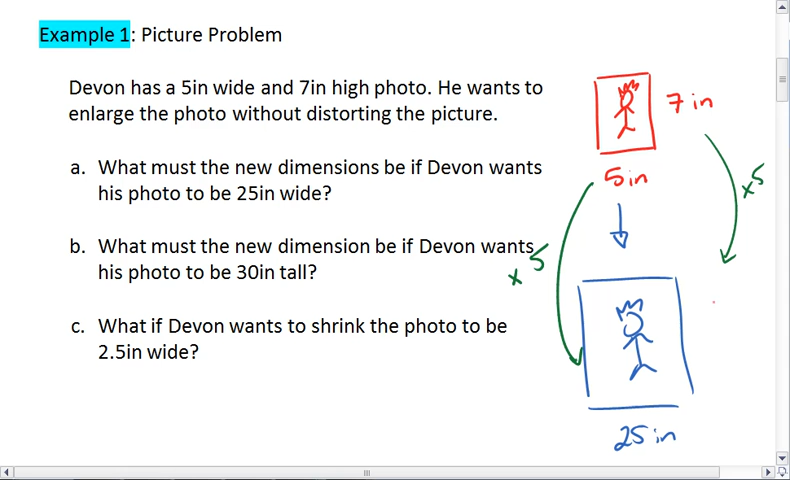 Example 1: Picture Problem
Devon has a 5in wide and 7in high photo. He wants to
enlarge the photo without distorting the picture.
a. What must the new dimensions be if Devon wants
his photo to be 25in wide?
b. What must the new dimension be if Devon wants
his photo to be 30in tall?
c. What if Devon wants to shrink the photo to be
2.5in wide?
7 in
5in
x5
x 5
25 in